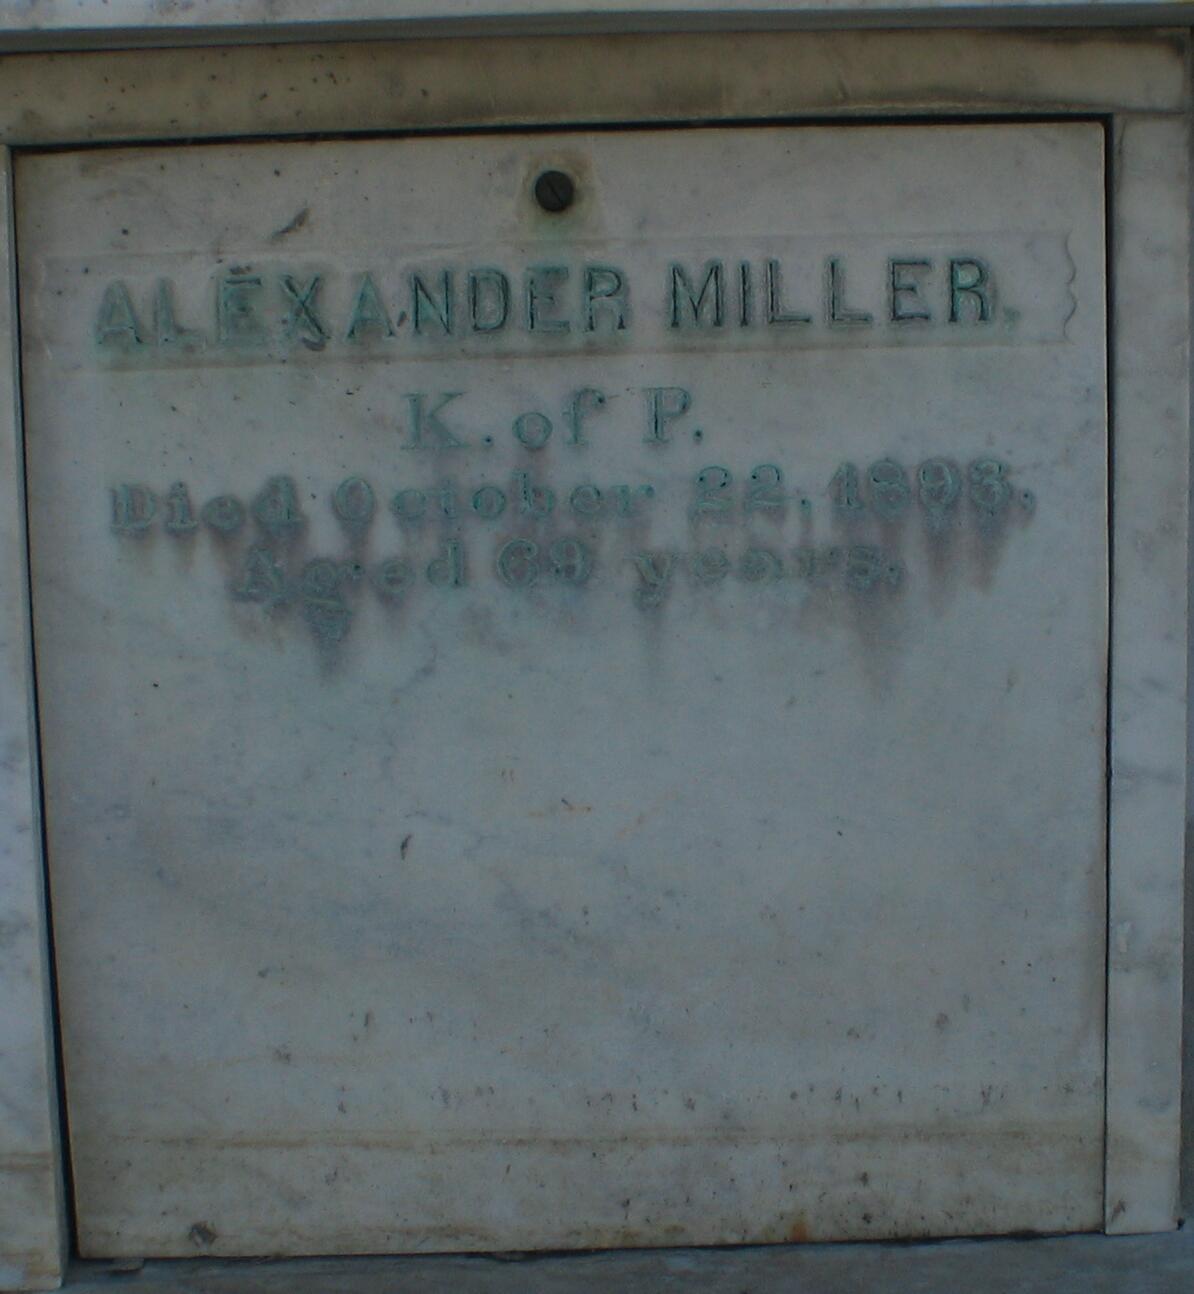 ALEXANDER MILLER.
K. of P.
Died October 22, 1893,
Aged 69 years.